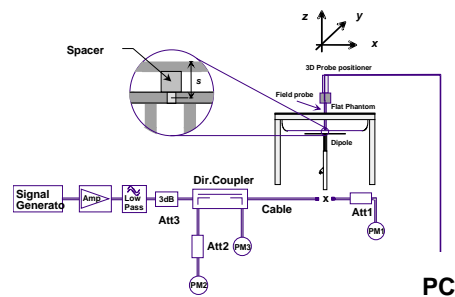 z
y
x
Spacer
s
3D Probe positioner
Field probe
Flat Phantom
Dipole
Signal
Generato
Amp
Low
Pass
3dB
Att3
Dir.Coupler
Cable
x
Att1
PM1
Att2
PM3
PM2
PC